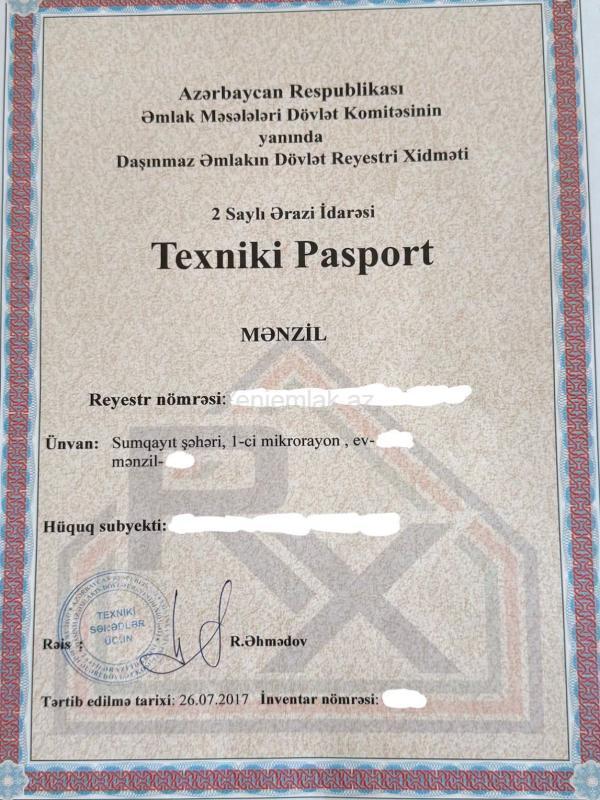 Azərbaycan Respublikası
Əmlak Məsələləri Dövlət Komitəsinin
yanında
Daşınmaz Əmlakın Dövlət Reyestri Xidməti
2 Saylı Ərazi İdarəsi
Texniki Pasport
MƏNZİL
Reyestr nömrəsi:
eniemlak.az
Ünvan: Sumqayıt şəhəri, 1-ci mikrorayon , ev-
mənzil-
Hüquq subyekti:
TEXNİKİ
SƏNƏDLƏR
ÜÇÜN
Rəis : R.Əhmədov
Tərtib edilmə tarixi: 26.07.2017 İnventar nömrəsi: